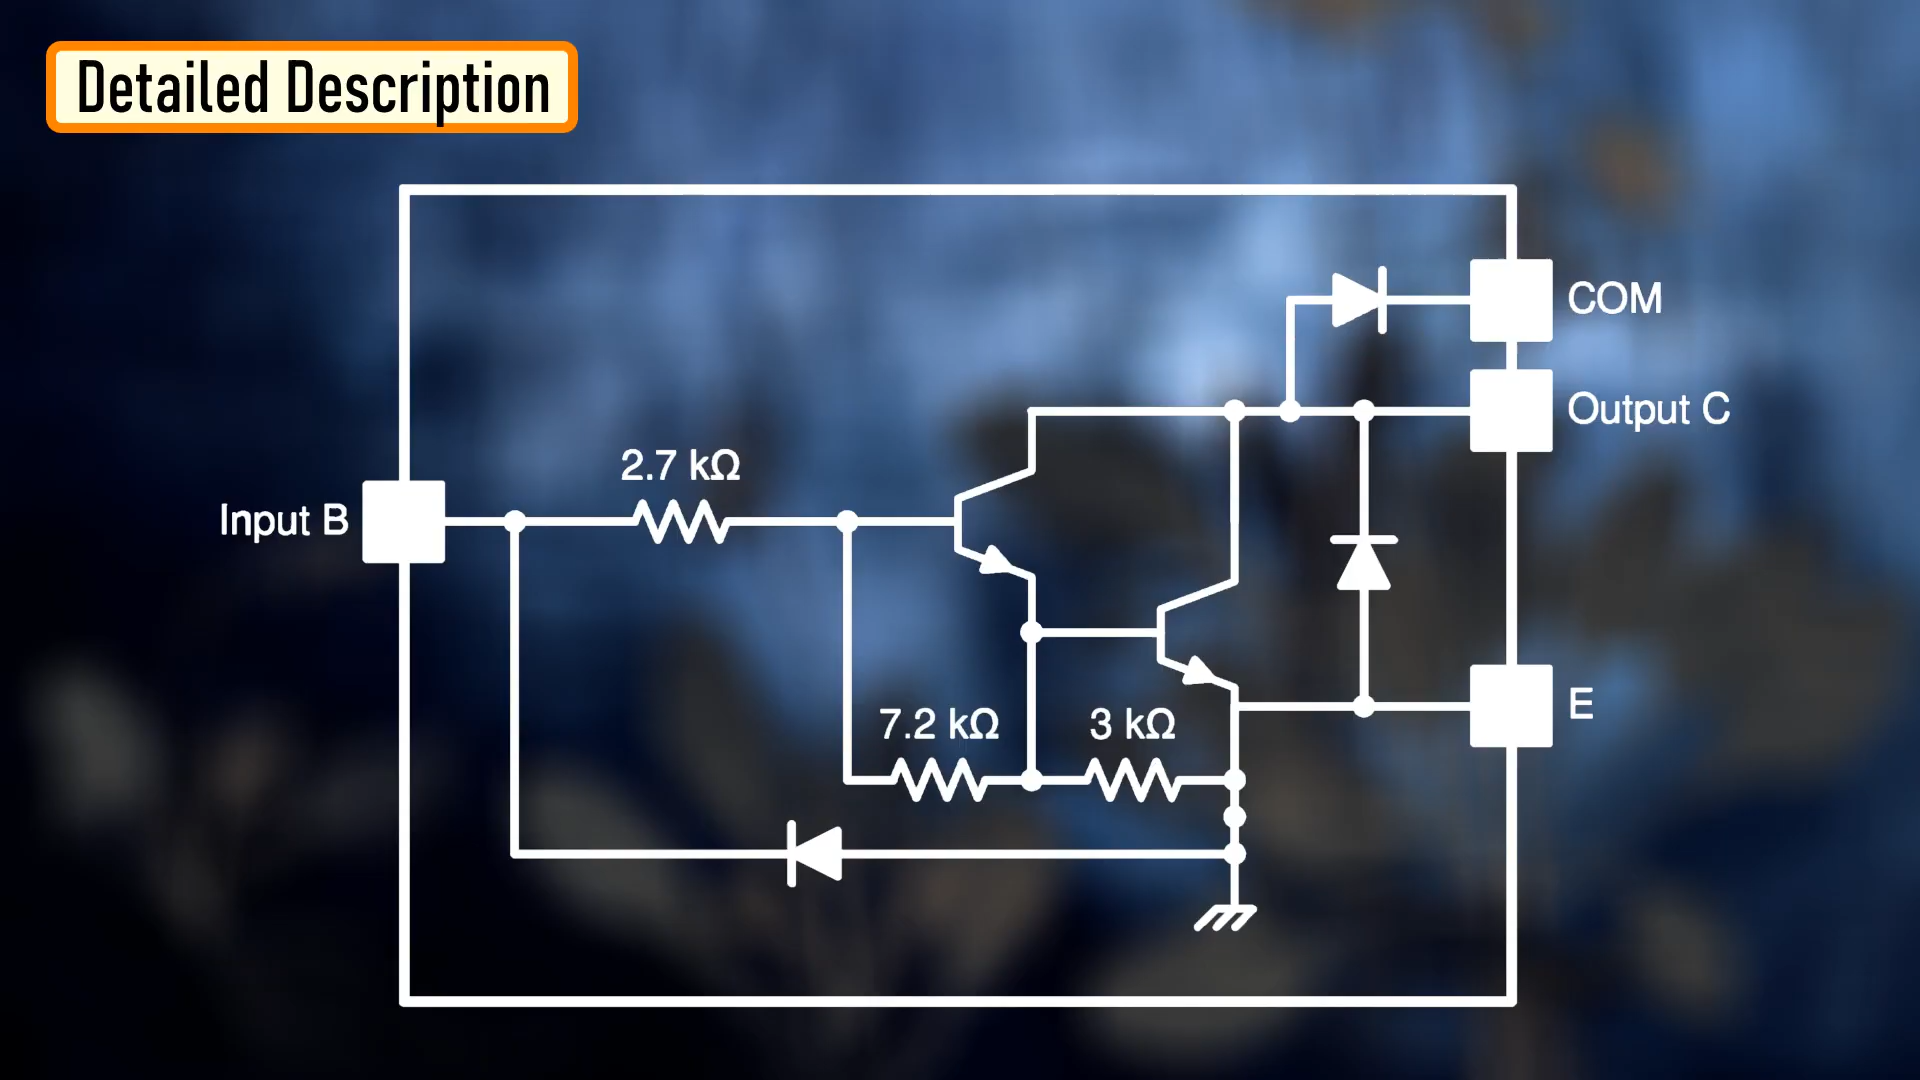 Detailed Description
COM
Output C
2.7 kΩ
Input B
7.2 kΩ
3 kΩ
E